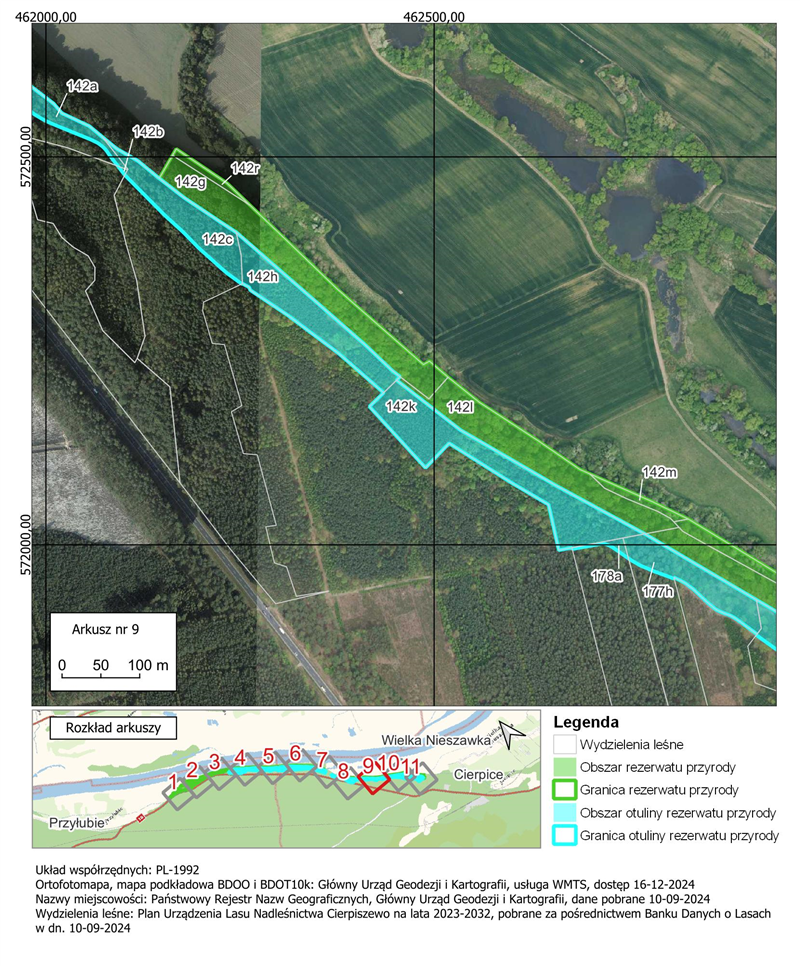 462000,00
462500,00
572500,00
572000,00
142a
142b
142r
142g
142c
142h
142k
142l
142m
178a
177h
Arkusz nr 9
0 50 100 m
Rozkład arkuszy
Wielka Nieszawka
Cierpice
Przyłubie
1 2 3 4 5 6 7 8 9 10 11
Legenda
Wydzielenia leśne
Obszar rezerwatu przyrody
Granica rezerwatu przyrody
Obszar otuliny rezerwatu przyrody
Granica otuliny rezerwatu przyrody
Układ współrzędnych: PL-1992
Ortofotomapa, mapa podkładowa BDOO i BDOT10k: Główny Urząd Geodezji i Kartografii, usługa WMTS, dostęp 16-12-2024
Nazwy miejscowości: Państwowy Rejestr Nazw Geograficznych, Główny Urząd Geodezji i Kartografii, dane pobrane 10-09-2024
Wydzielenia leśne: Plan Urządzenia Lasu Nadleśnictwa Cierpiszewo na lata 2023-2032, pobrane za pośrednictwem Banku Danych o Lasach
w dn. 10-09-2024